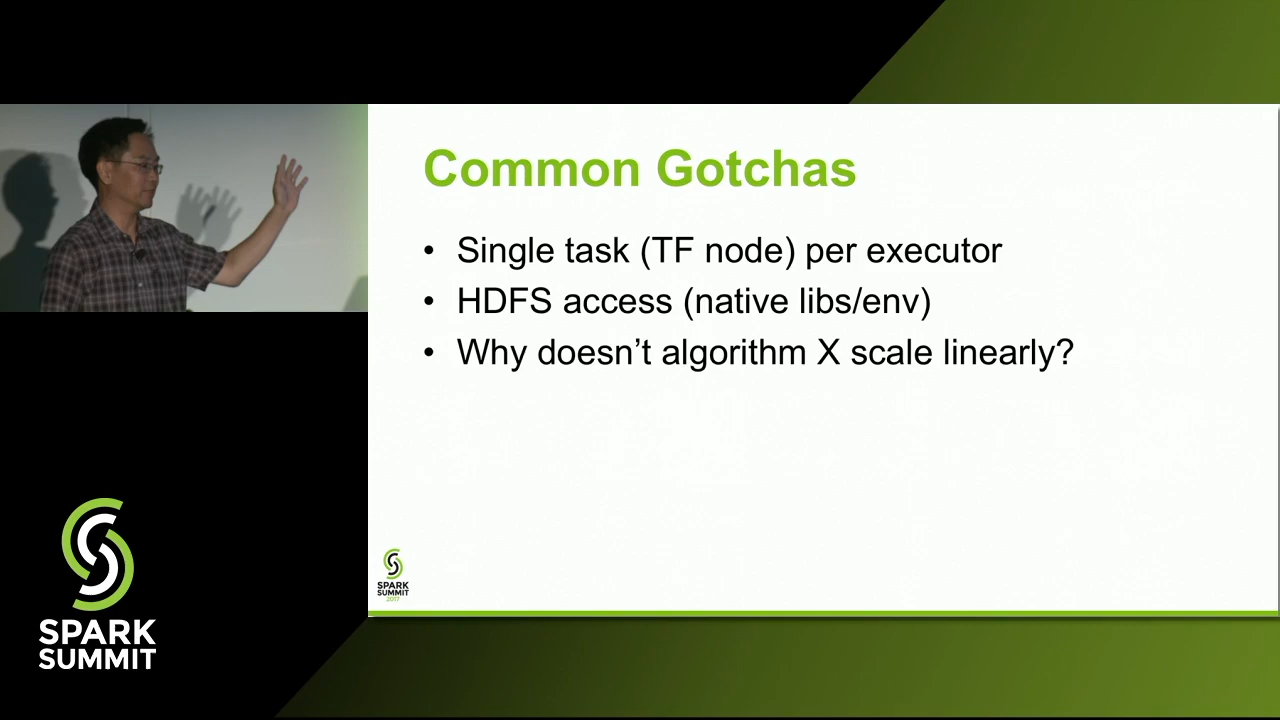 Common Gotchas
• Single task (TF node) per executor
• HDFS access (native libs/env)
• Why doesn’t algorithm X scale linearly?
SPARK
SUMMIT
2017
SPARK
SUMMIT